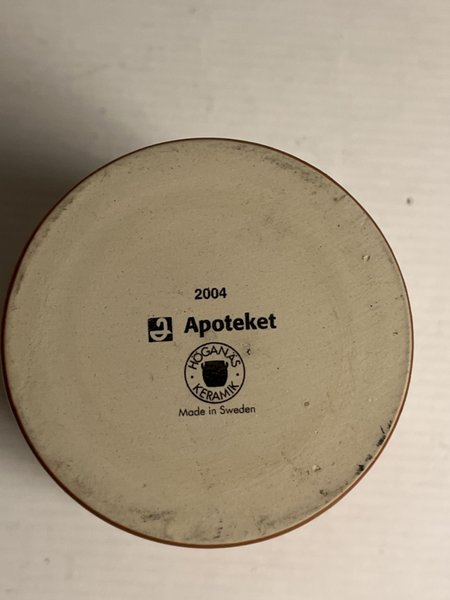 2004
Apoteket
HÖGANÄS
KERAMIK
Made in Sweden